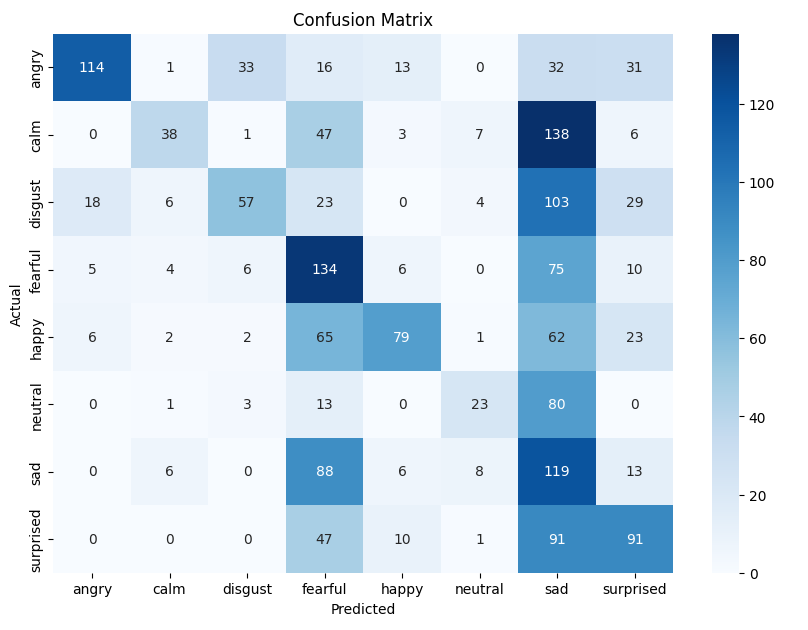 Confusion Matrix
Actual
angry 114 1 33 16 13 0 32 31
calm 0 38 1 47 3 7 138 6
disgust 18 6 57 23 0 4 103 29
fearful 5 4 6 134 6 0 75 10
happy 6 2 2 65 79 1 62 23
neutral 0 1 3 13 0 23 80 0
sad 0 6 0 88 6 8 119 13
surprised 0 0 0 47 10 1 91 91
angry calm disgust fearful happy neutral sad surprised
Predicted
120
100
80
60
40
20
0